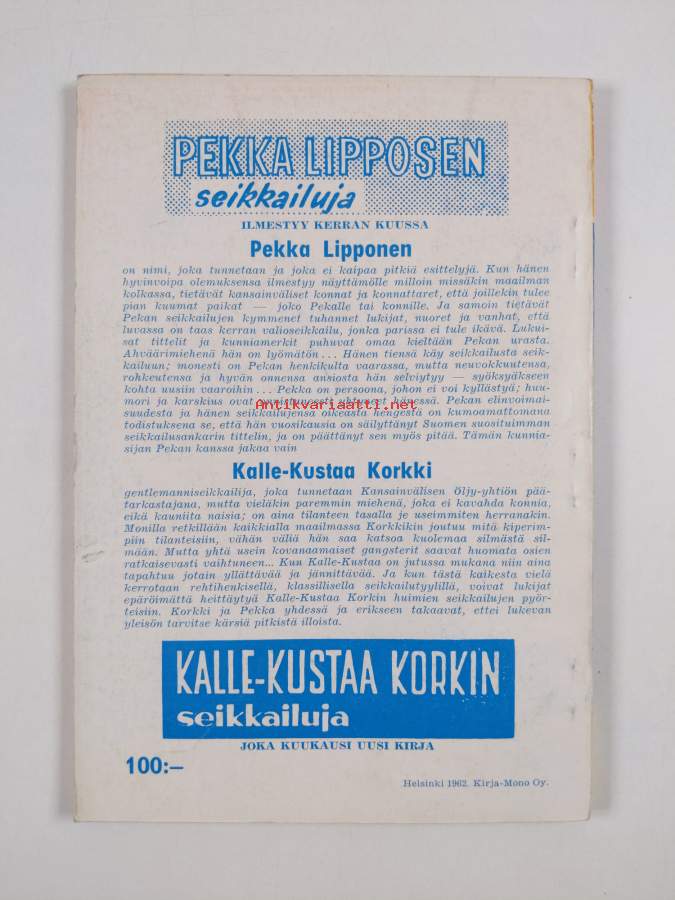 PEKKA LIPPOSEN
seikkailuja
ILMESTYY KERRAN KUUSSA
Pekka Lipponen
on nimi, joka tunnetaan ja joka ei kaipaa pitkiä esittelyjä. Kun hänen
hyvinvoipa olemuksensa ilmestyy näyttämölle milloin missäkin maailman
kolkassa, tietävät kansainväliset konnat ja konnattaret, että joillekin tulee
pian kuumat paikat — joko Pekalle tai konnille. Ja samoin tietävät
Pekan seikkailujen kymmenet tuhannet lukijat, nuoret ja vanhat, että
luvassa on taas kerran valioseikkailu, jonka parissa ei tule ikävä. Lukui-
sat tittelit ja kunniamerkit puhuvat omaa kieltään Pekan urasta.
Ahväärimiehenä hän on lyömätön... Hänen tiensä käy seikkailusta seik-
kailuun; monesti on Pekan henkikulta vaarassa, mutta neuvokkuutensa,
rohkeutensa ja hyvän onnensa ansiosta hän selviytyy — syöksyäkseen
kohta uusiin vaaroihin... Pekka on persoona, johon ei voi kyllästyä; huu-
mori ja karskius ovat onnistuneesti yhtyneet hänessä. Pekan elinvoimai-
suudesta ja hänen seikkailujensa oikeasta hengestä on kumoamattomana
todistuksena se, että hän vuosikausia on säilyttänyt Suomen suosituimman
seikkailusankarin tittelin, ja on päättänyt sen myös pitää. Tämän kunnia-
sijan Pekan kanssa jakaa vain
Antikvariaatti.net
Kalle-Kustaa Korkki
gentlemanniseikkailija, joka tunnetaan Kansainvälisen Öljy-yhtiön pää-
tarkastajana, mutta vieläkin paremmin miehenä, joka ei kavahda konnia,
eikä kauniita naisia; on aina tilanteen tasalla ja useimmiten herranakin.
Monilla retkillään kaikkialla maailmassa Korkkikin joutuu mitä kiperim-
piin tilanteisiin, vähän väliä hän saa katsoa kuolemaa silmästä sil-
mään. Mutta yhtä usein kovanaamaiset gangsterit saavat huomata osien
ratkaisevasti vaihtuneen... Kun Kalle-Kustaa on jutussa mukana niin aina
tapahtuu jotain yllättävää ja jännittävää. Ja kun tästä kaikesta vielä
kerrotaan rehtihenkisellä, klassillisella seikkailutyylillä, voivat lukijat
epäröimättä heittäytyä Kalle-Kustaa Korkin huimien seikkailujen pyör-
teisiin. Korkki ja Pekka yhdessä ja erikseen takaavat, ettei lukevan
yleisön tarvitse kärsiä pitkistä illoista.
KALLE-KUSTAA KORKIN
seikkailuja
JOKA KUUKAUSI UUSI KIRJA
100:—
Helsinki 1962. Kirja-Mono Oy.